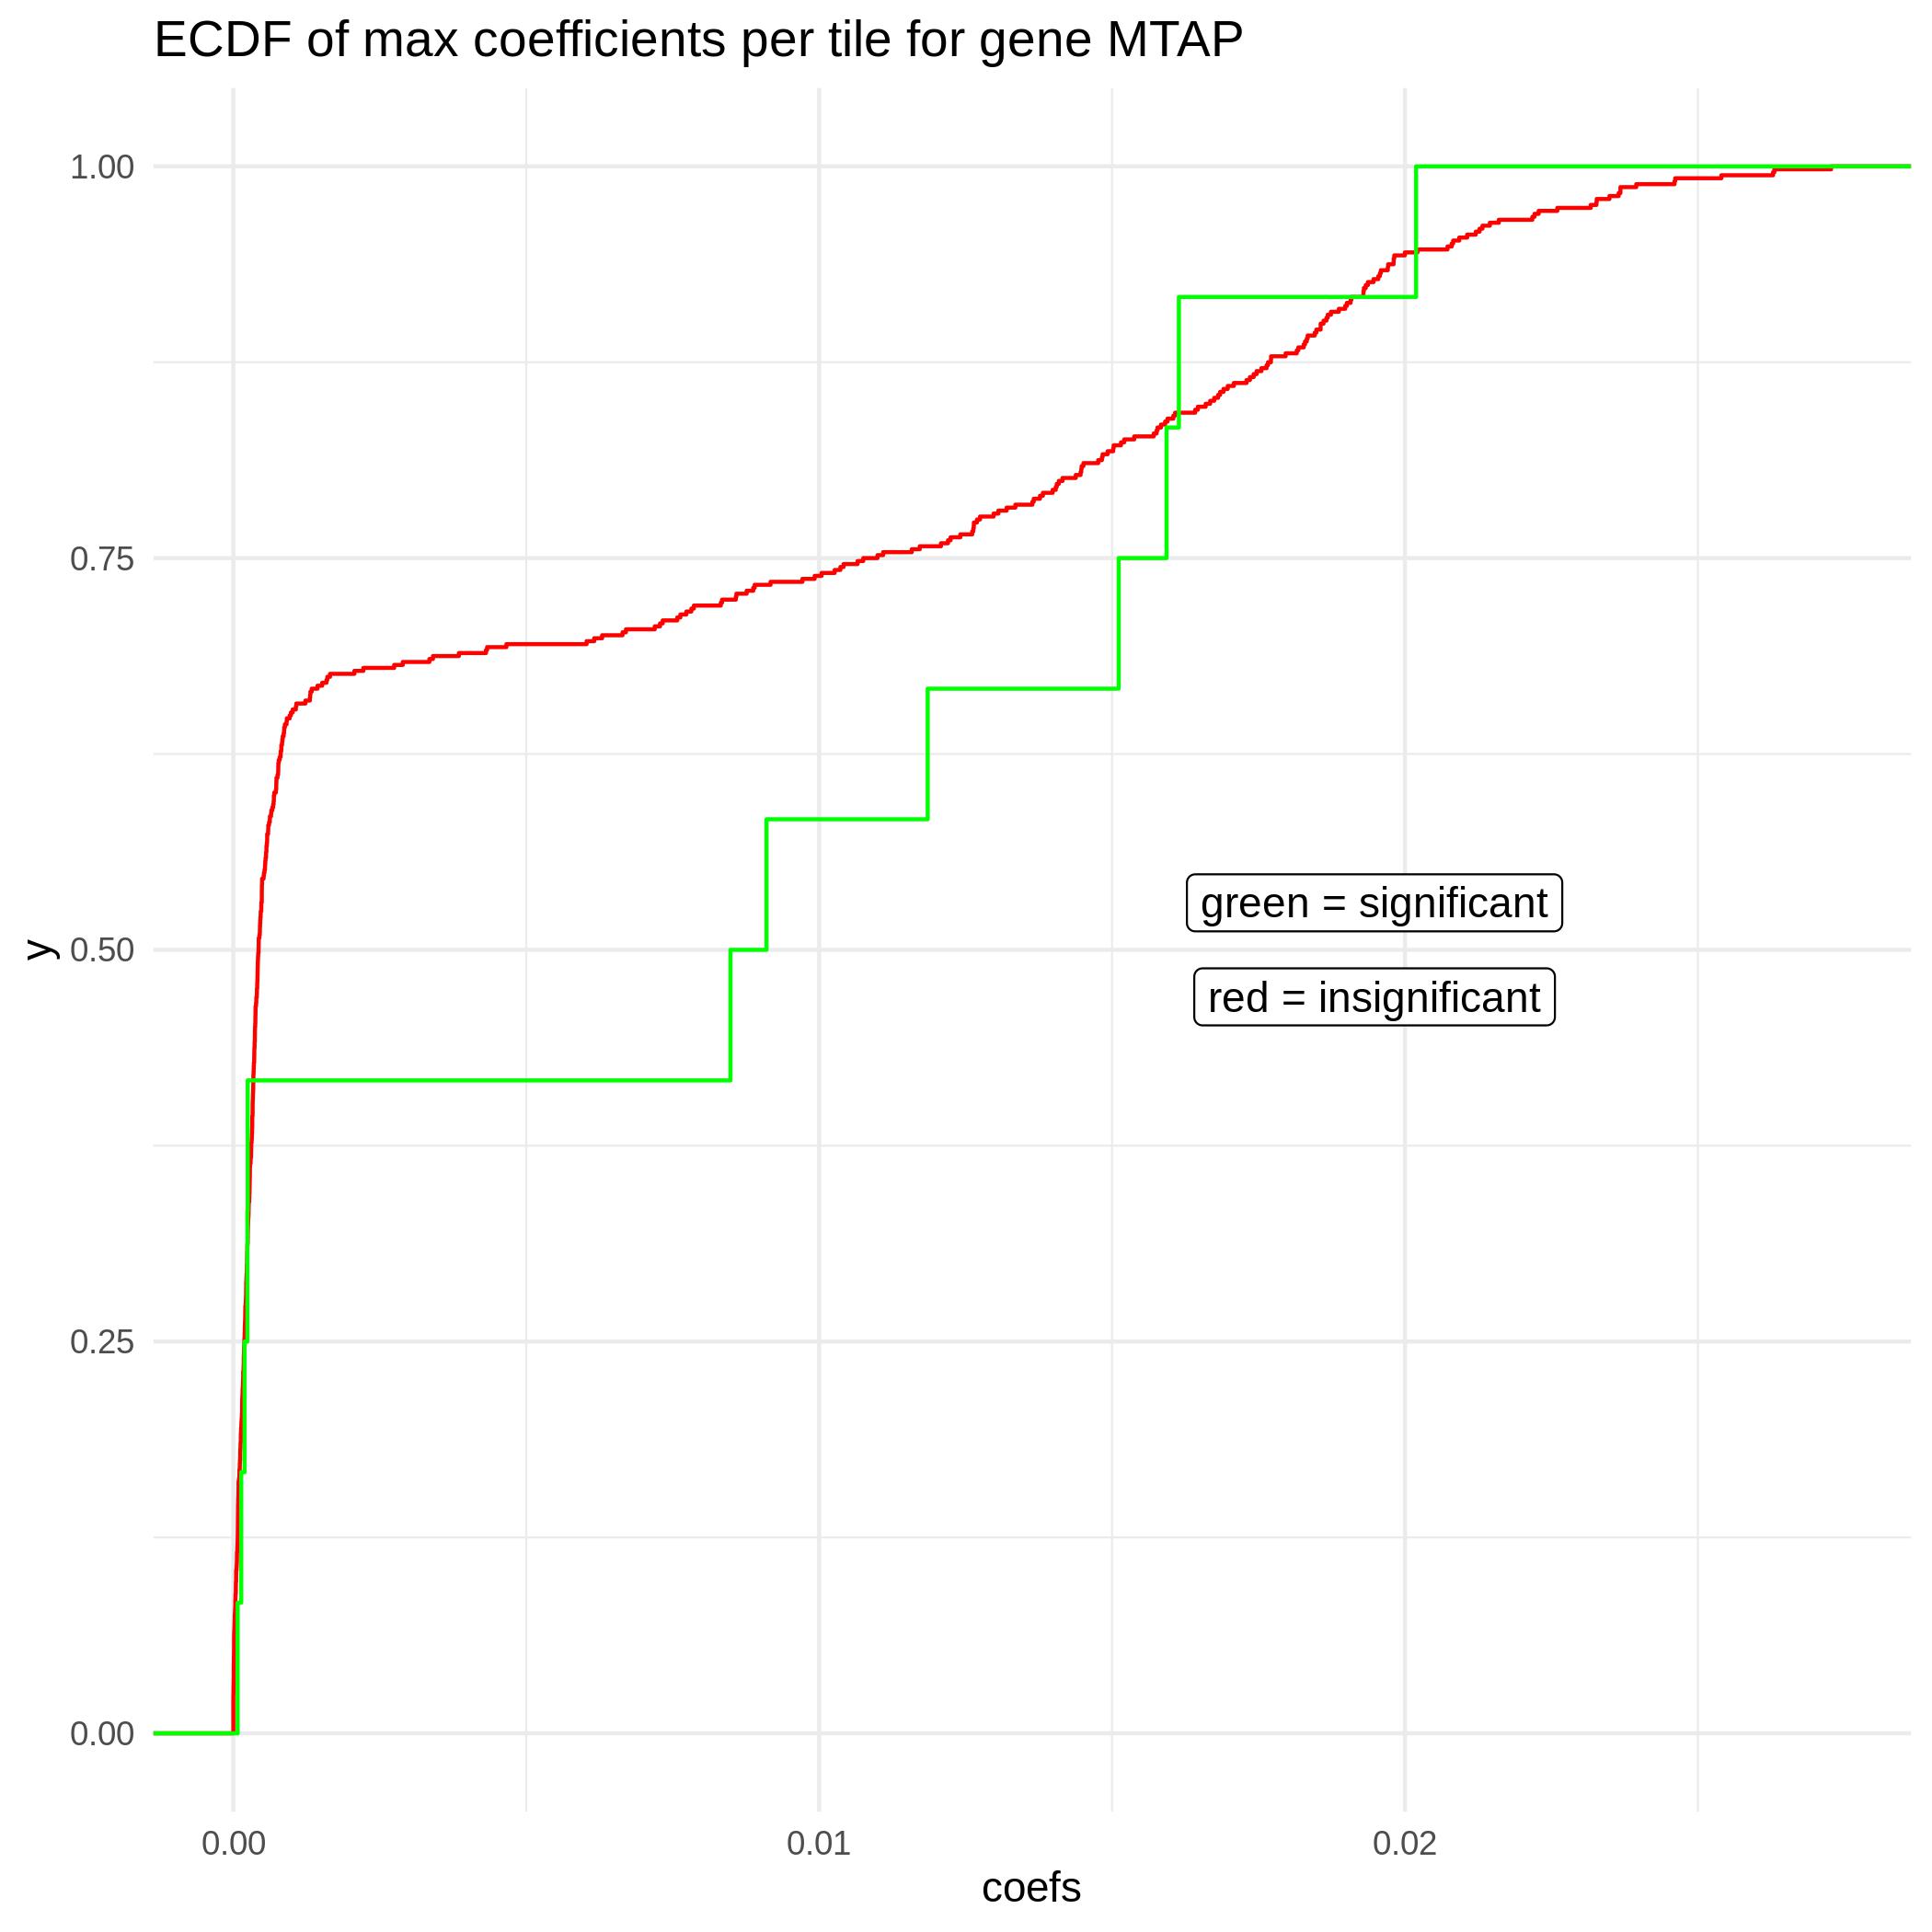 ECDF of max coefficients per tile for gene MTAP
1.00
0.75
0.50
0.25
0.00
y
green = significant
red = insignificant
0.00 0.01 0.02
coefs